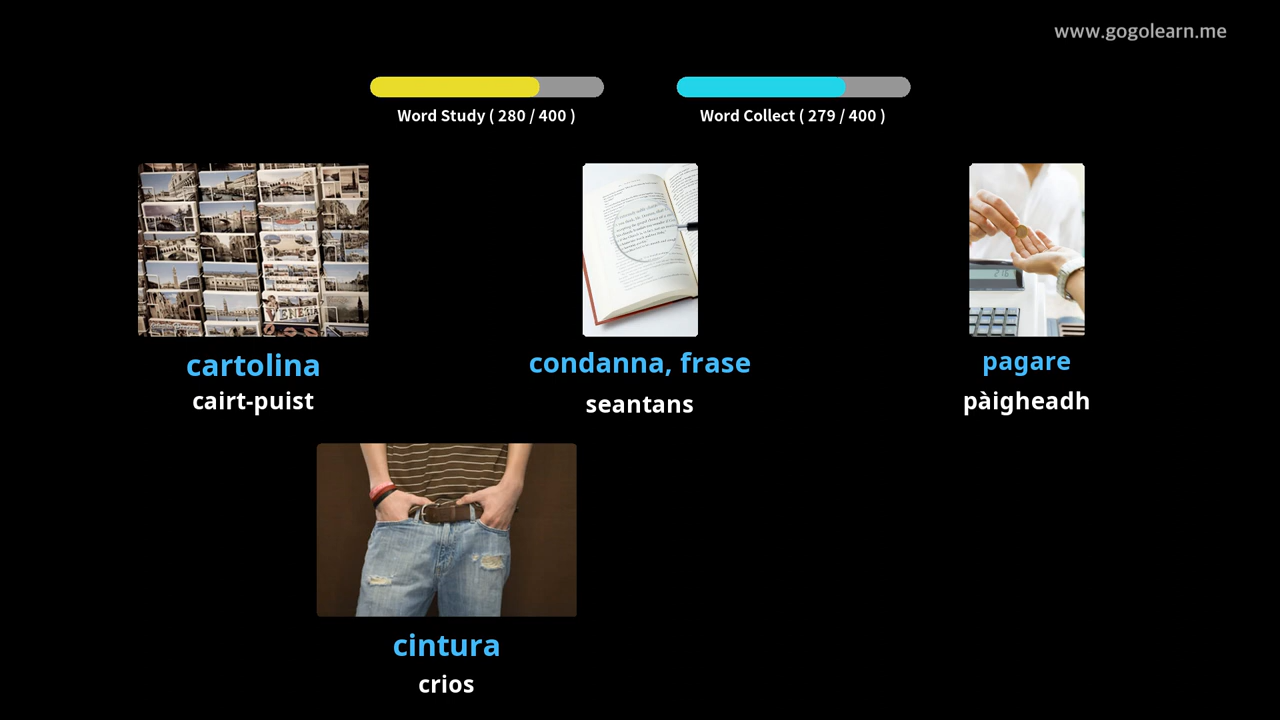 www.gogolearn.me
Word Study ( 280 / 400 )
Word Collect ( 279 / 400 )
cartolina
cairt-puist
condanna, frase
seantans
pagare
pàigheadh
cintura
crios